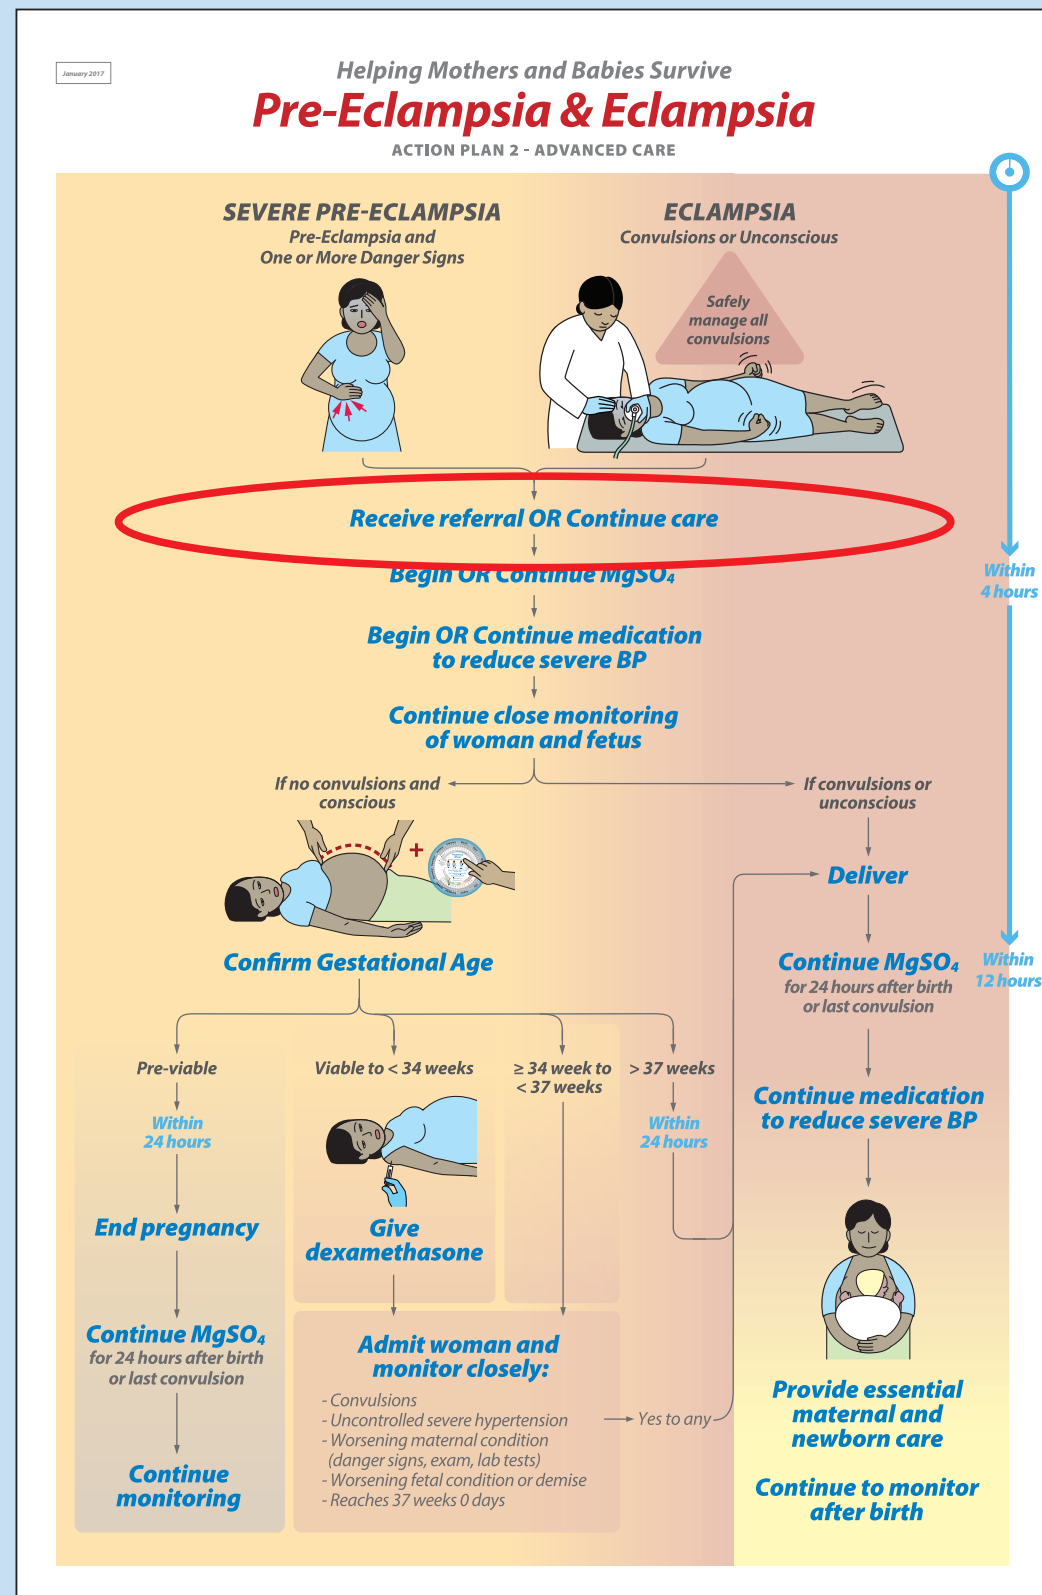 January 2017
Helping Mothers and Babies Survive
Pre-Eclampsia & Eclampsia
ACTION PLAN 2 - ADVANCED CARE
SEVERE PRE-ECLAMPSIA
Pre-Eclampsia and
One or More Danger Signs
ECLAMPSIA
Convulsions or Unconscious
Safely
manage all
convulsions
Receive referral OR Continue care
Begin OR Continue MgSO₄
Within
4 hours
Begin OR Continue medication
to reduce severe BP
Continue close monitoring
of woman and fetus
If no convulsions and
conscious
If convulsions or
unconscious
+
Confirm Gestational Age
Deliver
Continue MgSO₄
for 24 hours after birth
or last convulsion
Within
12 hours
Pre-viable
Within
24 hours
End pregnancy
Continue MgSO₄
for 24 hours after birth
or last convulsion
Continue
monitoring
Viable to < 34 weeks
Give
dexamethasone
≥ 34 week to
< 37 weeks
> 37 weeks
Within
24 hours
Admit woman and
monitor closely:
- Convulsions
- Uncontrolled severe hypertension
- Worsening maternal condition
(danger signs, exam, lab tests)
- Worsening fetal condition or demise
- Reaches 37 weeks 0 days
Yes to any
Continue medication
to reduce severe BP
Provide essential
maternal and
newborn care
Continue to monitor
after birth